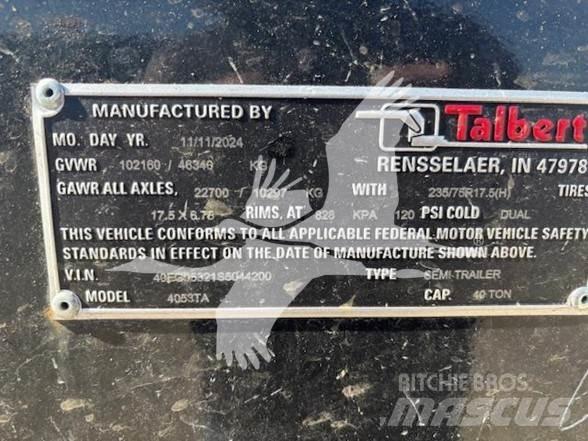 MANUFACTURED BY Talbert
MO. DAY YR. 11/11/2024 RENSSELAER, IN 47978
GVWR 102160 / 46340 KG
GAWR ALL AXLES, 22700 / 10297 KG WITH 235/75R17.5(H) TIRES
17.5 X 6.75 RIMS, AT 828 KPA 120 PSI COLD DUAL
THIS VEHICLE CONFORMS TO ALL APPLICABLE FEDERAL MOTOR VEHICLE SAFETY
STANDARDS IN EFFECT ON THE DATE OF MANUFACTURE SHOWN ABOVE.
V.I.N. TYPE SEMI-TRAILER
MODEL 4053TA CAP. 40 TON
RITCHIE BROS.
MASCUS